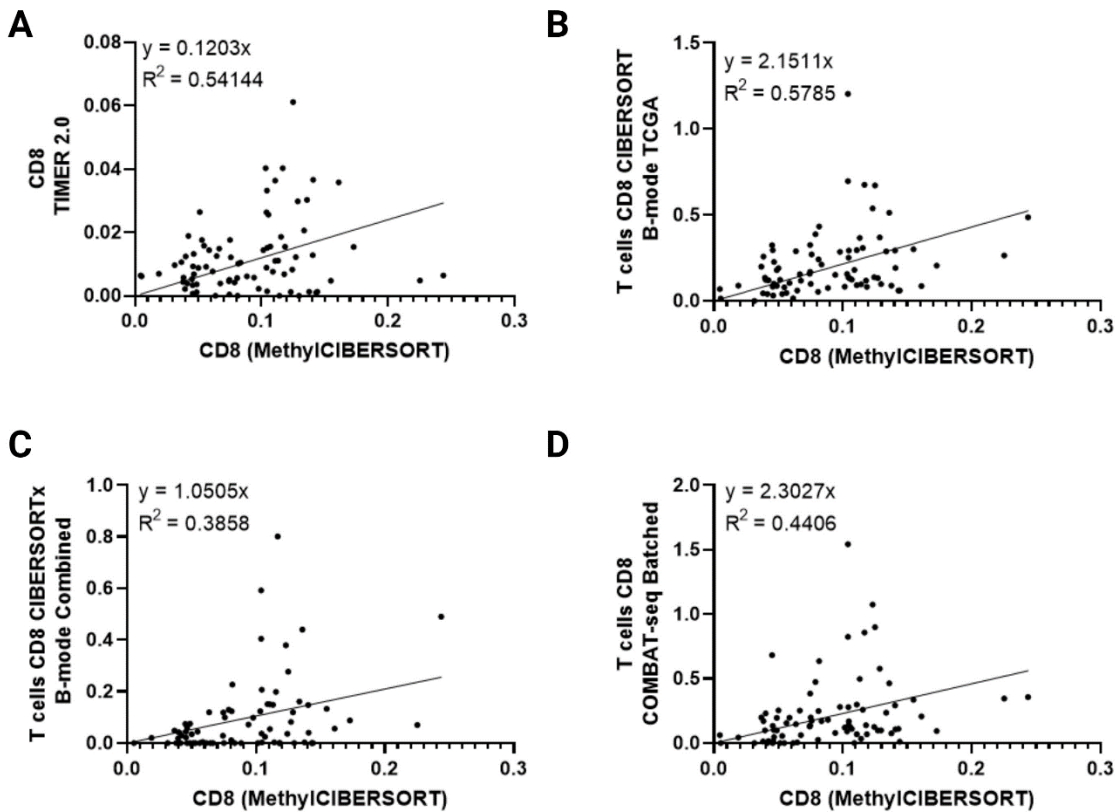 A
y = 0.1203x
R² = 0.54144
CD8
TIMER 2.0
0.08
0.06
0.04
0.02
0.00
0.0 0.1 0.2 0.3
CD8 (MethylCIBERSORT)
B
y = 2.1511x
R² = 0.5785
T cells CD8 CIBERSORT
B-mode TCGA
1.5
1.0
0.5
0.0
0.0 0.1 0.2 0.3
CD8 (MethylCIBERSORT)
C
y = 1.0505x
R² = 0.3858
T cells CD8 CIBERSORTx
B-mode Combined
1.0
0.8
0.6
0.4
0.2
0.0
0.0 0.1 0.2 0.3
CD8 (MethylCIBERSORT)
D
y = 2.3027x
R² = 0.4406
T cells CD8
COMBAT-seq Batched
2.0
1.5
1.0
0.5
0.0
0.0 0.1 0.2 0.3
CD8 (MethylCIBERSORT)